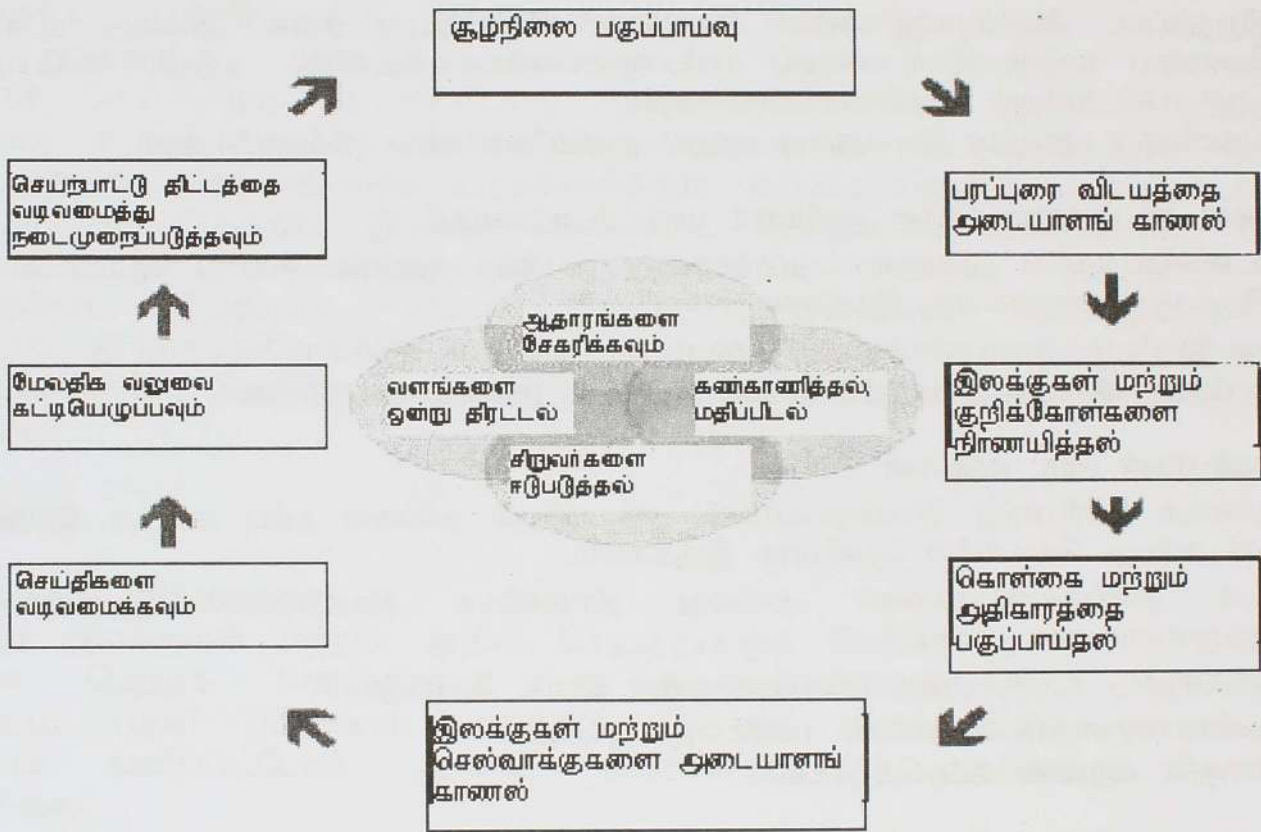 சூழ்நிலை பகுப்பாய்வு
பரப்புரை விடயத்தை
அடையாளங் காணல்
இலக்குகள் மற்றும்
குறிக்கோள்களை
நிர்ணயித்தல்
கொள்கை மற்றும்
அதிகாரத்தை
பகுப்பாய்தல்
இலக்குகள் மற்றும்
செல்வாக்குகளை அடையாளங்
காணல்
செய்திகளை
வடிவமைக்கவும்
மேலதிக வலுவை
கட்டியெழுப்பவும்
செயற்பாட்டு திட்டத்தை
வடிவமைத்து
நடைமுறைப்படுத்தவும்
ஆதாரங்களை
சேகரிக்கவும்
வளங்களை
ஒன்று திரட்டல்
கண்காணித்தல்,
மதிப்பிடல்
சிறுவர்களை
ஈடுபடுத்தல்